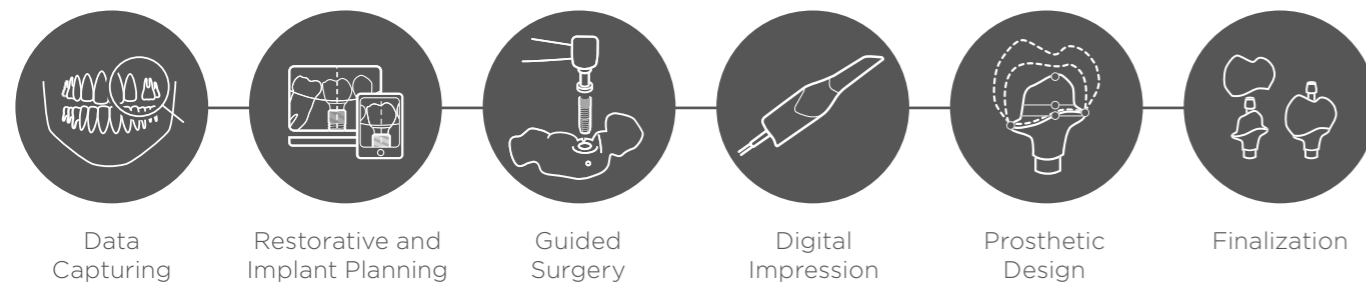 Data
Capturing
Restorative and
Implant Planning
Guided
Surgery
Digital
Impression
Prosthetic
Design
Finalization